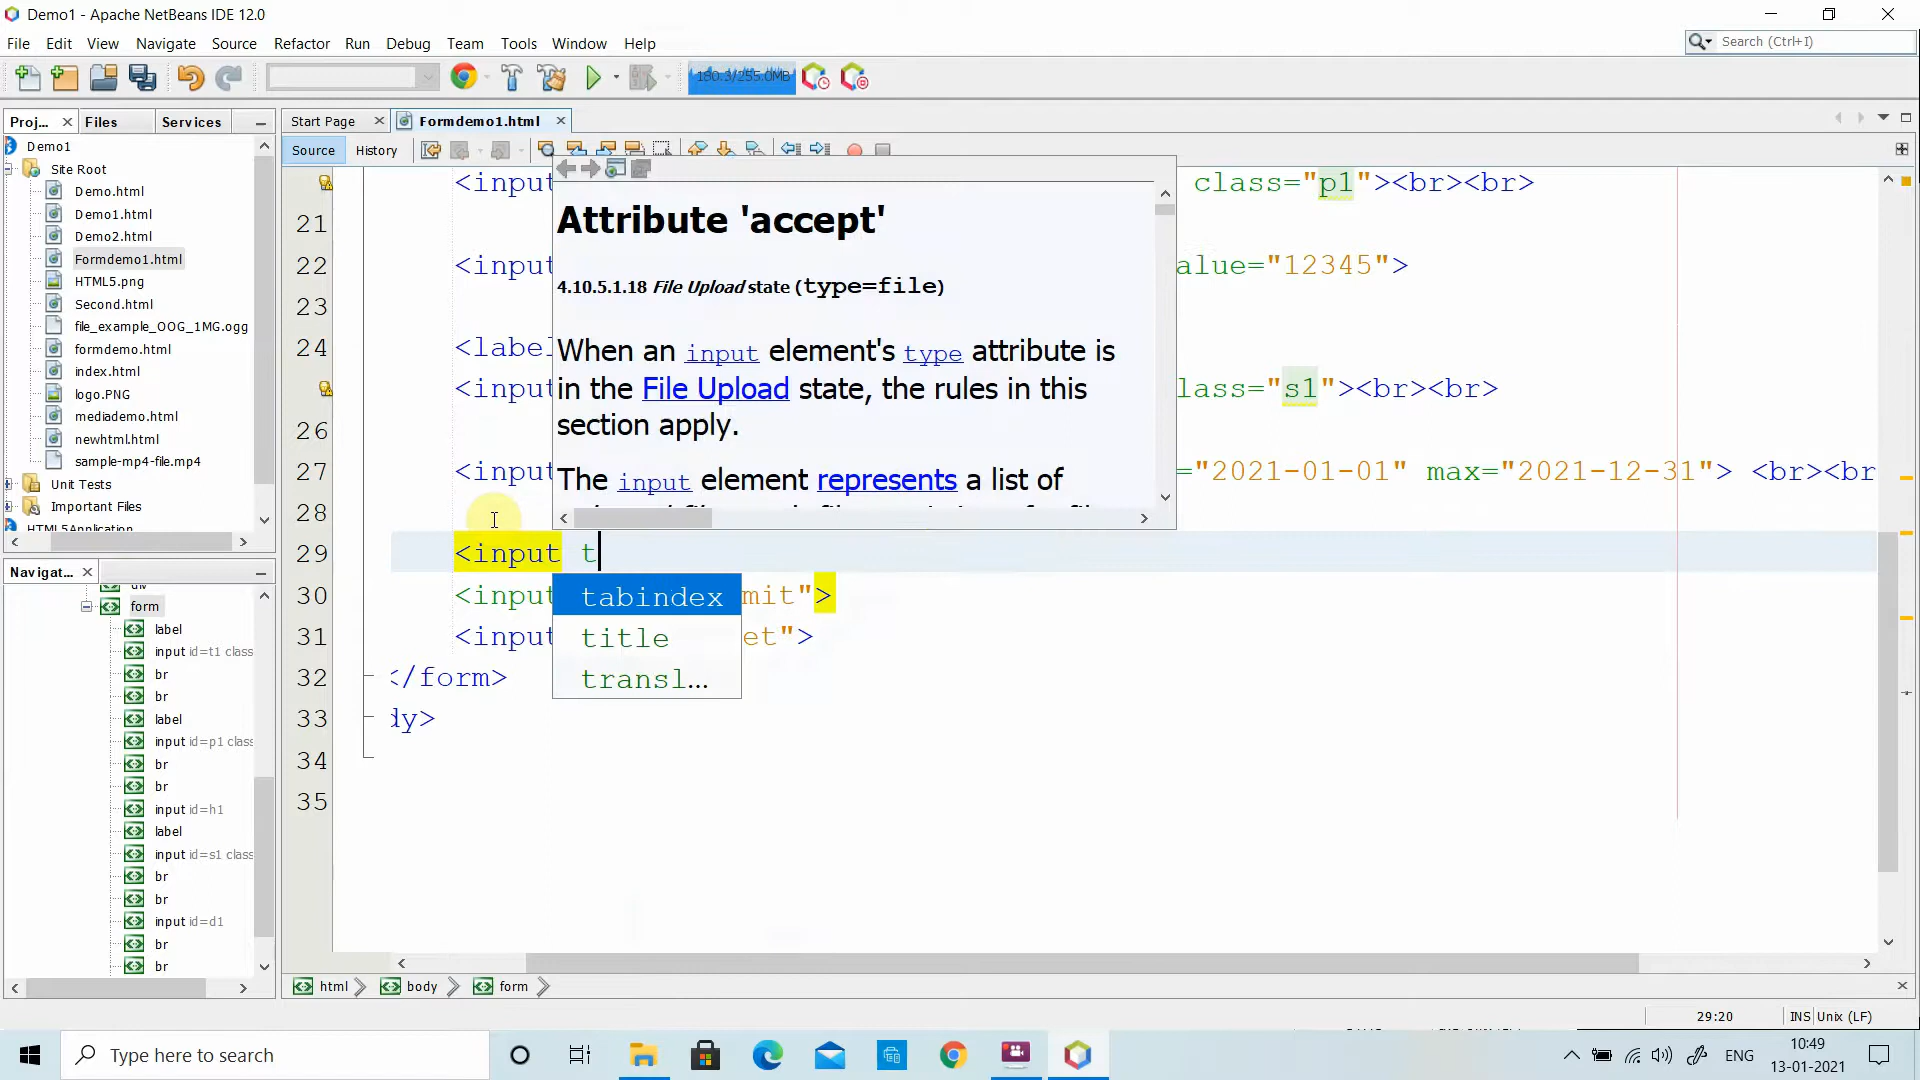 Demo1 - Apache NetBeans IDE 12.0
File Edit View Navigate Source Refactor Run Debug Team Tools Window Help
Search (Ctrl+I)
180.3/255.0MB
Proj... Files Services
Start Page Formdemo1.html
Source History
Demo1
Site Root
Demo.html
Demo1.html
Demo2.html
Formdemo1.html
HTML5.png
Second.html
file_example_OOG_1MG.ogg
formdemo.html
index.html
logo.PNG
mediademo.html
newhtml.html
sample-mp4-file.mp4
Unit Tests
Important Files
HTML5Application
Navigat...
form
label
input id=t1 class
br
br
label
input id=p1 class
br
br
input id=h1
label
input id=s1 class
br
br
input id=d1
br
br
<input class="p1"><br><br>
21
22 <input alue="12345">
23
24 <label
<input lass="s1"><br><br>
26
27 <input ="2021-01-01" max="2021-12-31"> <br><br
28
29 <input t
30 <input mit">
31 <input et">
32 </form>
33 dy>
34
35
Attribute 'accept'
4.10.5.1.18 File Upload state (type=file)
When an input element's type attribute is
in the File Upload state, the rules in this
section apply.
The input element represents a list of
tabindex
title
transl...
html body form
29:20 INS Unix (LF)
Type here to search
ENG
10:49
13-01-2021